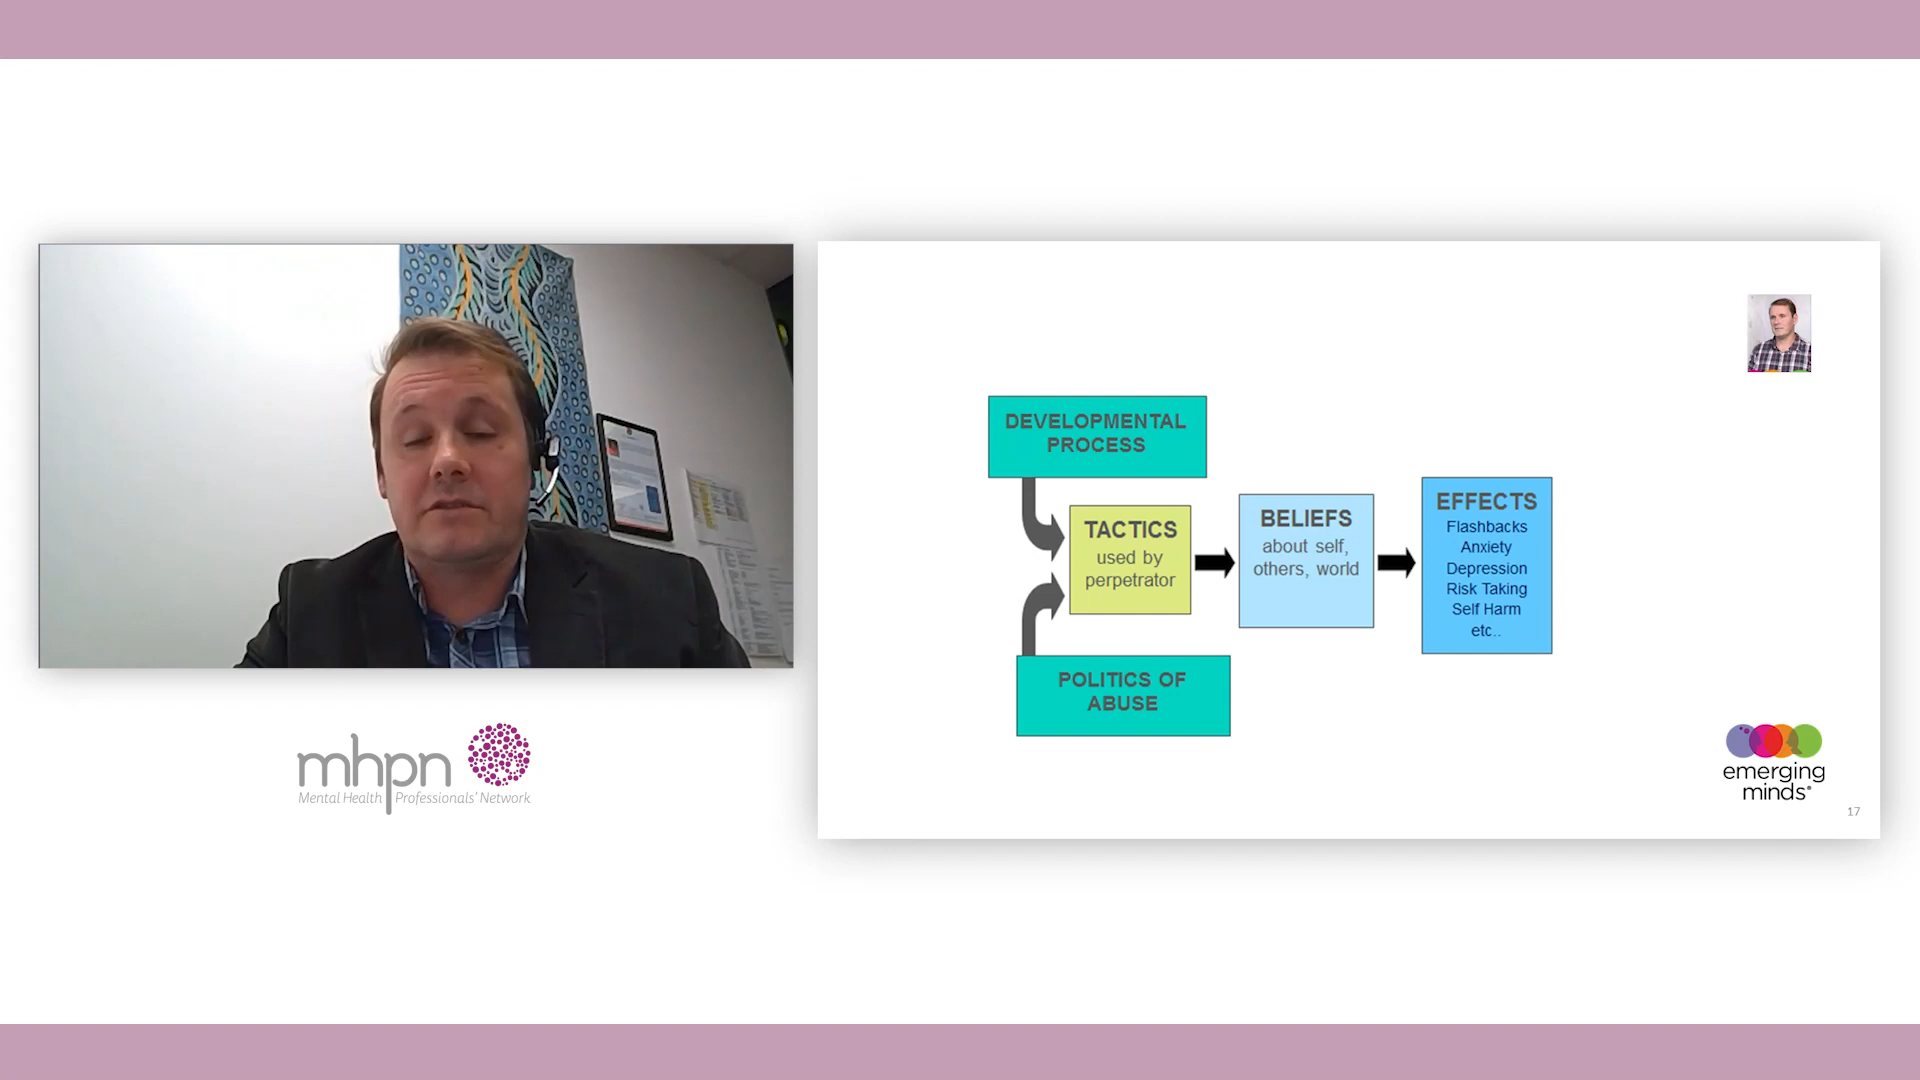 mhpn
Mental Health Professionals' Network
DEVELOPMENTAL
PROCESS
TACTICS
used by
perpetrator
BELIEFS
about self,
others, world
EFFECTS
Flashbacks
Anxiety
Depression
Risk Taking
Self Harm
etc..
POLITICS OF
ABUSE
emerging
minds
17